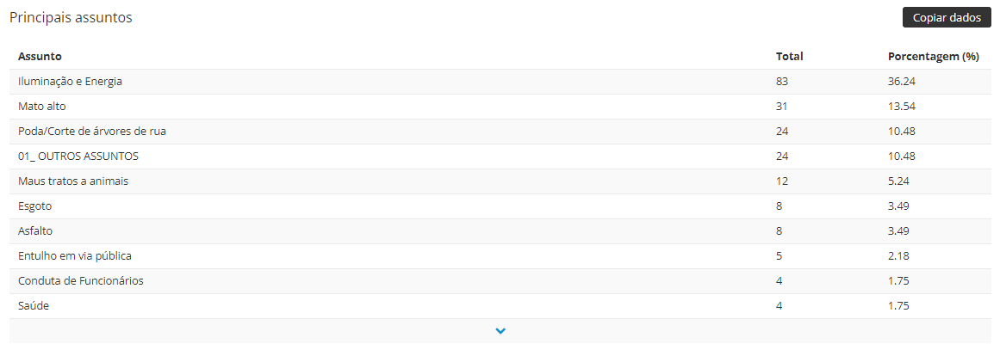 Principais assuntos
Copiar dados
Assunto Total Porcentagem (%)
Iluminação e Energia 83 36.24
Mato alto 31 13.54
Poda/Corte de árvores de rua 24 10.48
01_ OUTROS ASSUNTOS 24 10.48
Maus tratos a animais 12 5.24
Esgoto 8 3.49
Asfalto 8 3.49
Entulho em via pública 5 2.18
Conduta de Funcionários 4 1.75
Saúde 4 1.75